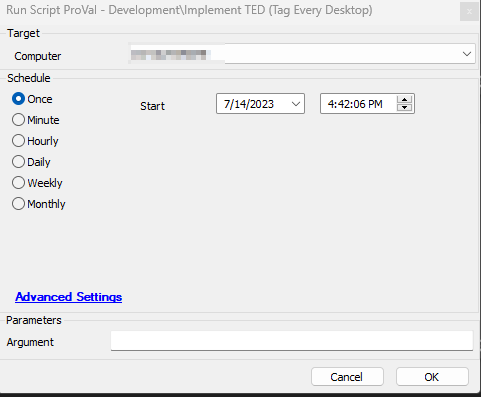 Run Script ProVal - Development\Implement TED (Tag Every Desktop)
x
Target
Computer
Schedule
Once
Start
7/14/2023
4:42:06 PM
Minute
Hourly
Daily
Weekly
Monthly
Advanced Settings
Parameters
Argument
Cancel
OK